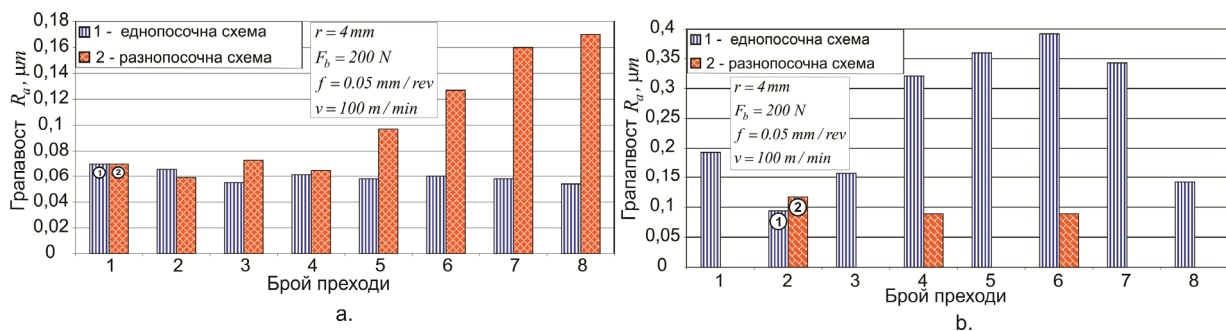 Грапавост Ra, μm
0,18
0,16
0,14
0,12
0,1
0,08
0,06
0,04
0,02
0
1 - еднопосочна схема
2 - разнопосочна схема
r = 4 mm
Fb = 200 N
f = 0.05 mm / rev
v = 100 m / min
1 2
1 2 3 4 5 6 7 8
Брой преходи
a.
Грапапвост Ra, μm
0,4
0,35
0,3
0,25
0,2
0,15
0,1
0,05
0
1 - еднопосочна схема
2 - разнопосочна схема
r = 4 mm
Fb = 200 N
f = 0.05 mm / rev
v = 100 m / min
1 2
1 2 3 4 5 6 7 8
Брой преходи
b.